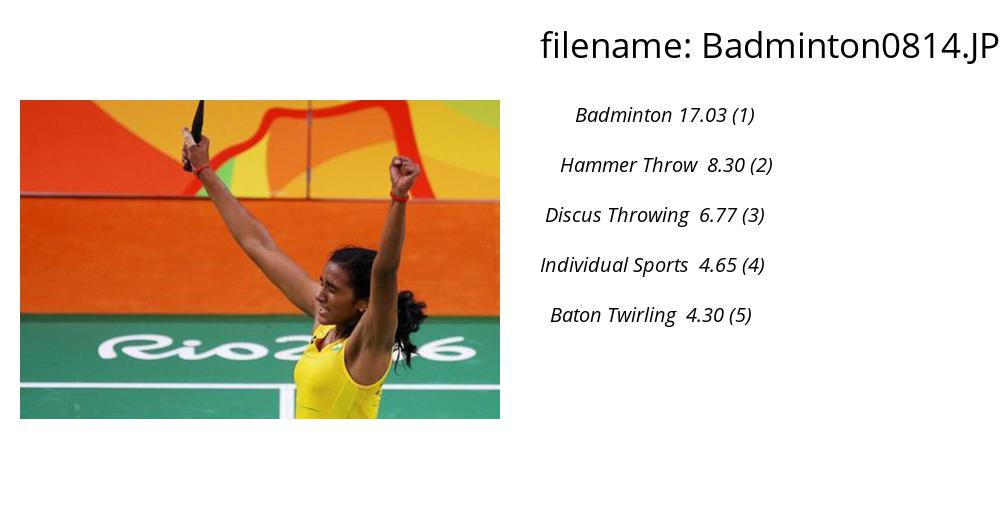 filename: Badminton0814.JP
Badminton 17.03 (1)
Hammer Throw 8.30 (2)
Discus Throwing 6.77 (3)
Individual Sports 4.65 (4)
Baton Twirling 4.30 (5)
Rio2016